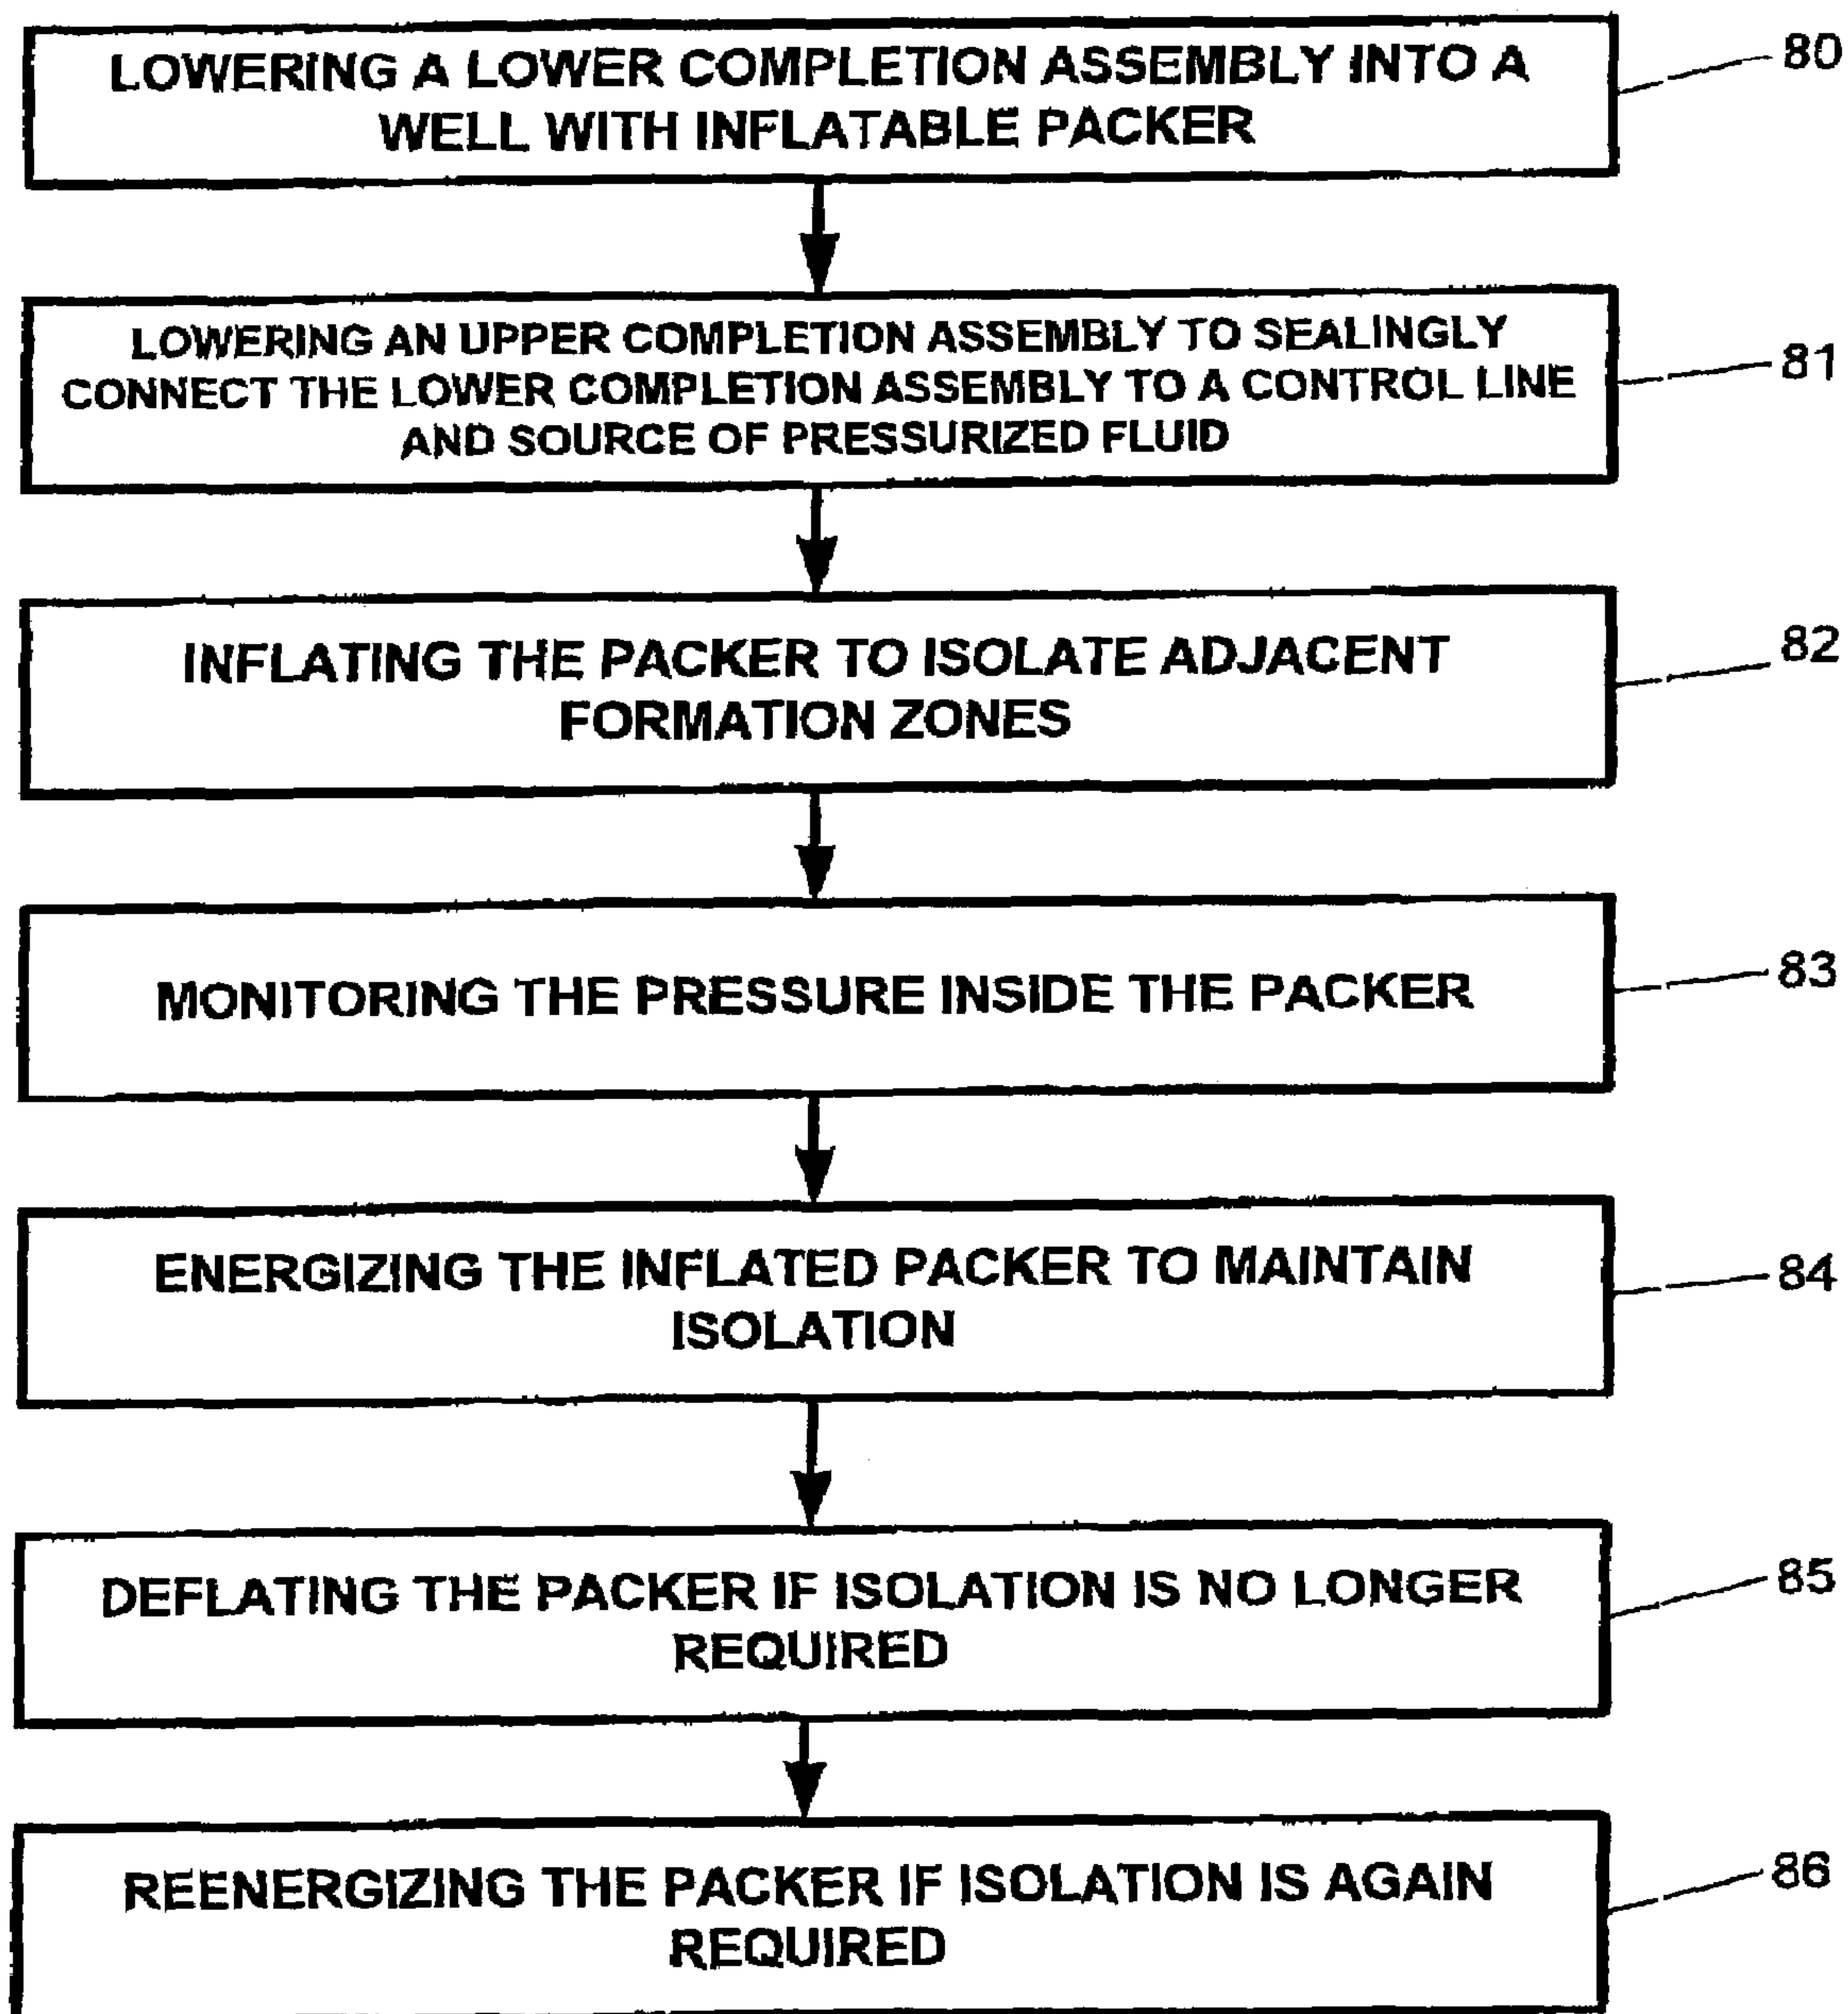 LOWERING A LOWER COMPLETION ASSEMBLY INTO A
WELL WITH INFLATABLE PACKER
80
LOWERING AN UPPER COMPLETION ASSEMBLY TO SEALINGLY
CONNECT THE LOWER COMPLETION ASSEMBLY TO A CONTROL LINE
AND SOURCE OF PRESSURIZED FLUID
81
INFLATING THE PACKER TO ISOLATE ADJACENT
FORMATION ZONES
82
MONITORING THE PRESSURE INSIDE THE PACKER
83
ENERGIZING THE INFLATED PACKER TO MAINTAIN
ISOLATION
84
DEFLATING THE PACKER IF ISOLATION IS NO LONGER
REQUIRED
85
REENERGIZING THE PACKER IF ISOLATION IS AGAIN
REQUIRED
86